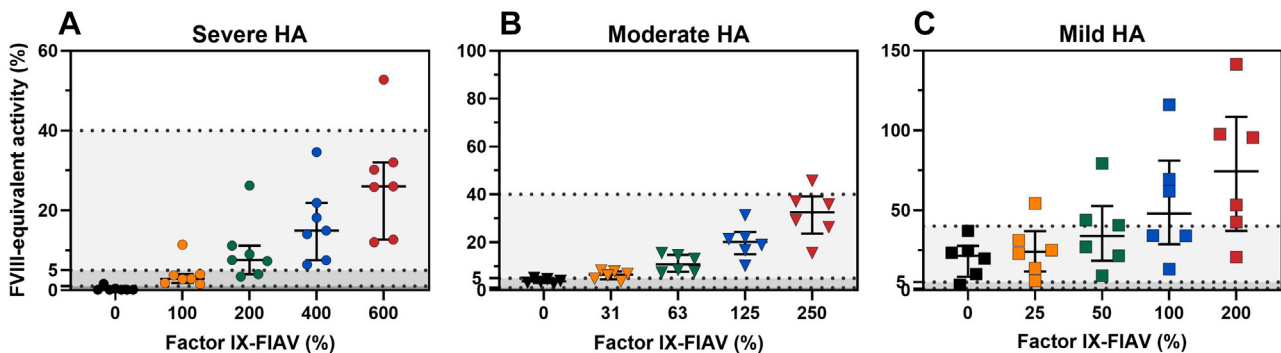 A
Severe HA
FVIII-equivalent activity (%)
60
40
20
5
0
0 100 200 400 600
Factor IX-FIAV (%)
B
Moderate HA
100
80
60
40
20
5
0
0 31 63 125 250
Factor IX-FIAV (%)
C
Mild HA
150
100
50
5
0
0 25 50 100 200
Factor IX-FIAV (%)